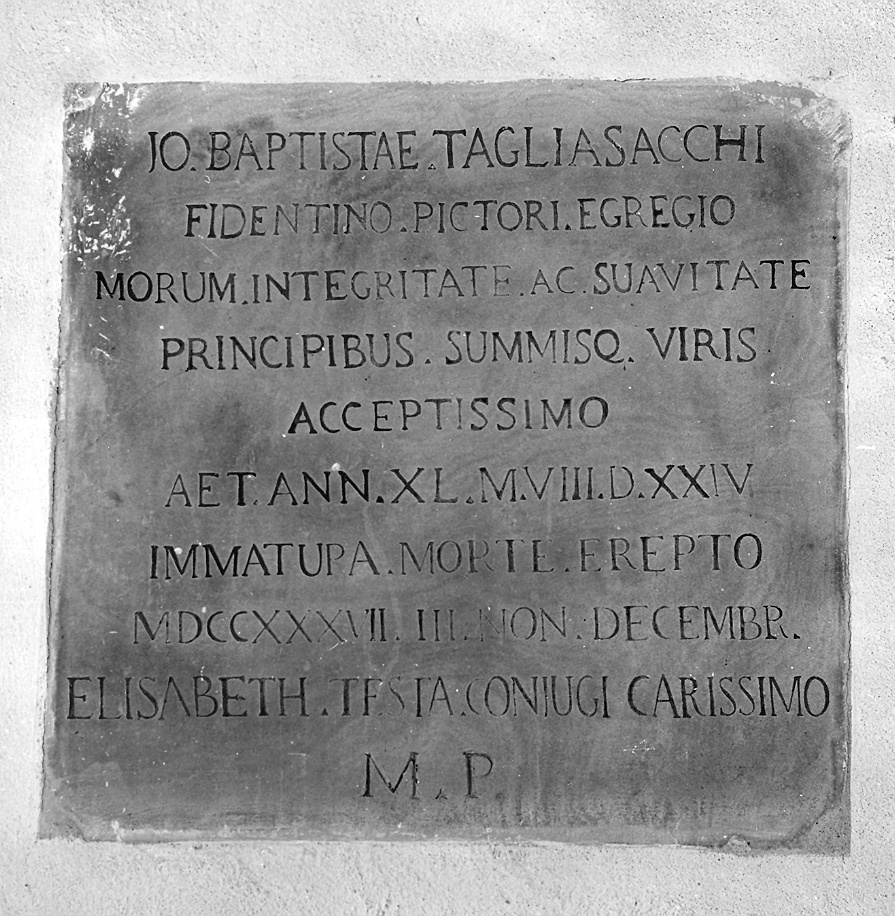 JO. BAPTISTAE. TAGLIASACCHI
FIDENTINO. PICTORI. EGREGIO
MORUM. INTEGRITATE. AC. SUAVITATE
PRINCIPIBUS. SUMMISQ. VIRIS
ACCEPTISSIMO
AET. ANN. XL. M. VIII. D. XXIV
IMMATUPA. MORTE. EREPTO
MDCCXXXVII. III. NON. DECEMBR.
ELISABETH. TESTA. CONJUGI CARISSIMO
M. P